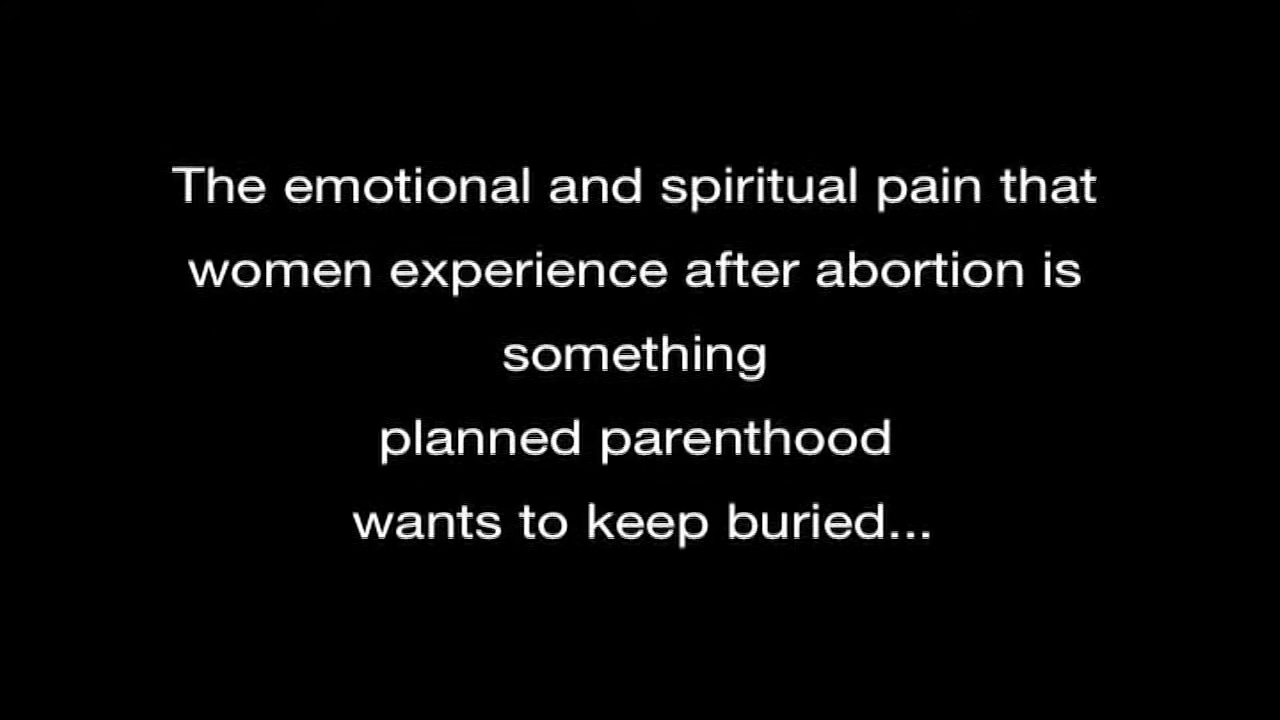 The emotional and spiritual pain that
women experience after abortion is
something
planned parenthood
wants to keep buried...